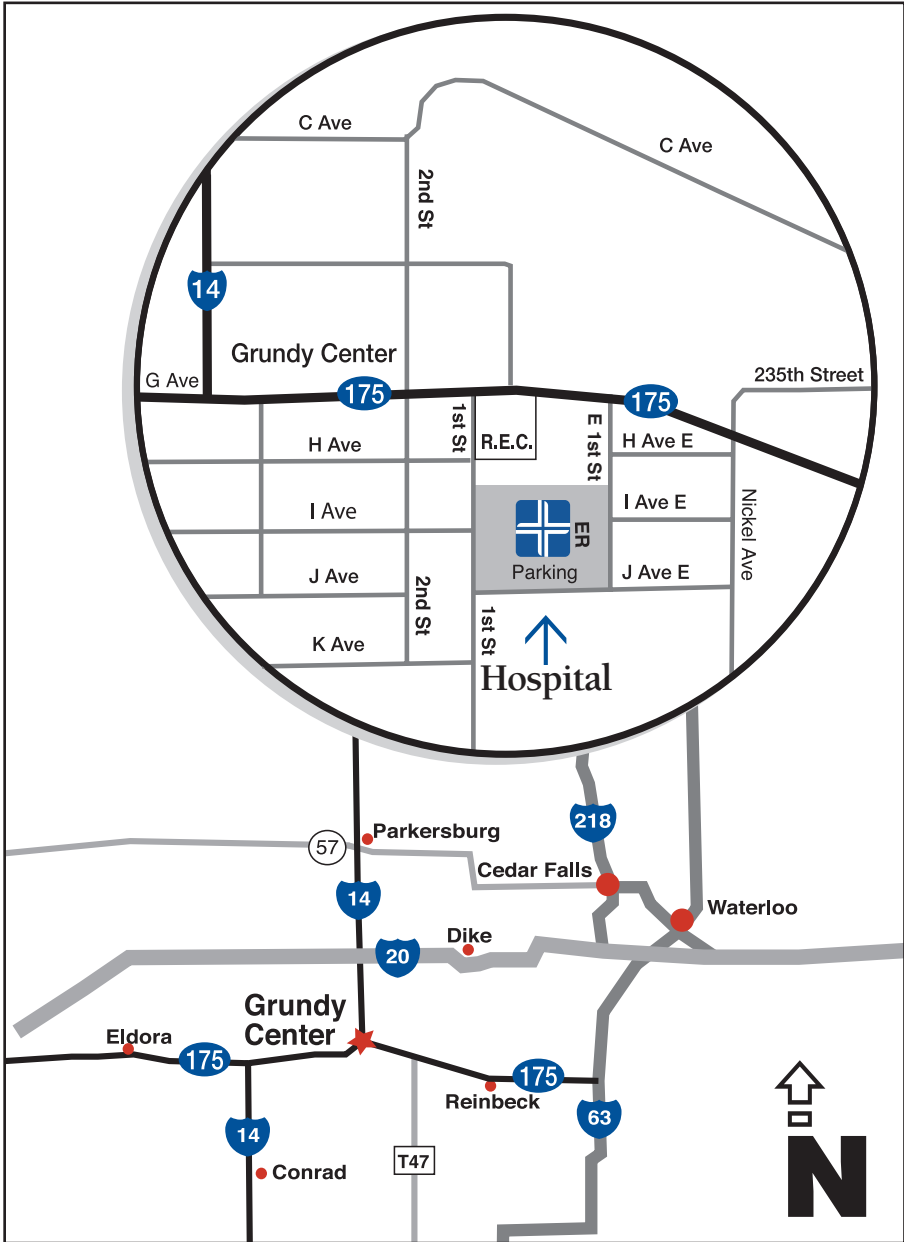 C Ave
C Ave
2nd St
14
Grundy Center
G Ave
175
235th Street
175
1st St
R.E.C.
E 1st St
H Ave
H Ave E
I Ave
I Ave E
ER
Nickel Ave
Parking
J Ave
J Ave E
2nd St
1st St
K Ave
Hospital
218
Parkersburg
57
Cedar Falls
14
Waterloo
Dike
20
Grundy
Center
Eldora
175
175
Reinbeck
63
14
T47
Conrad
N